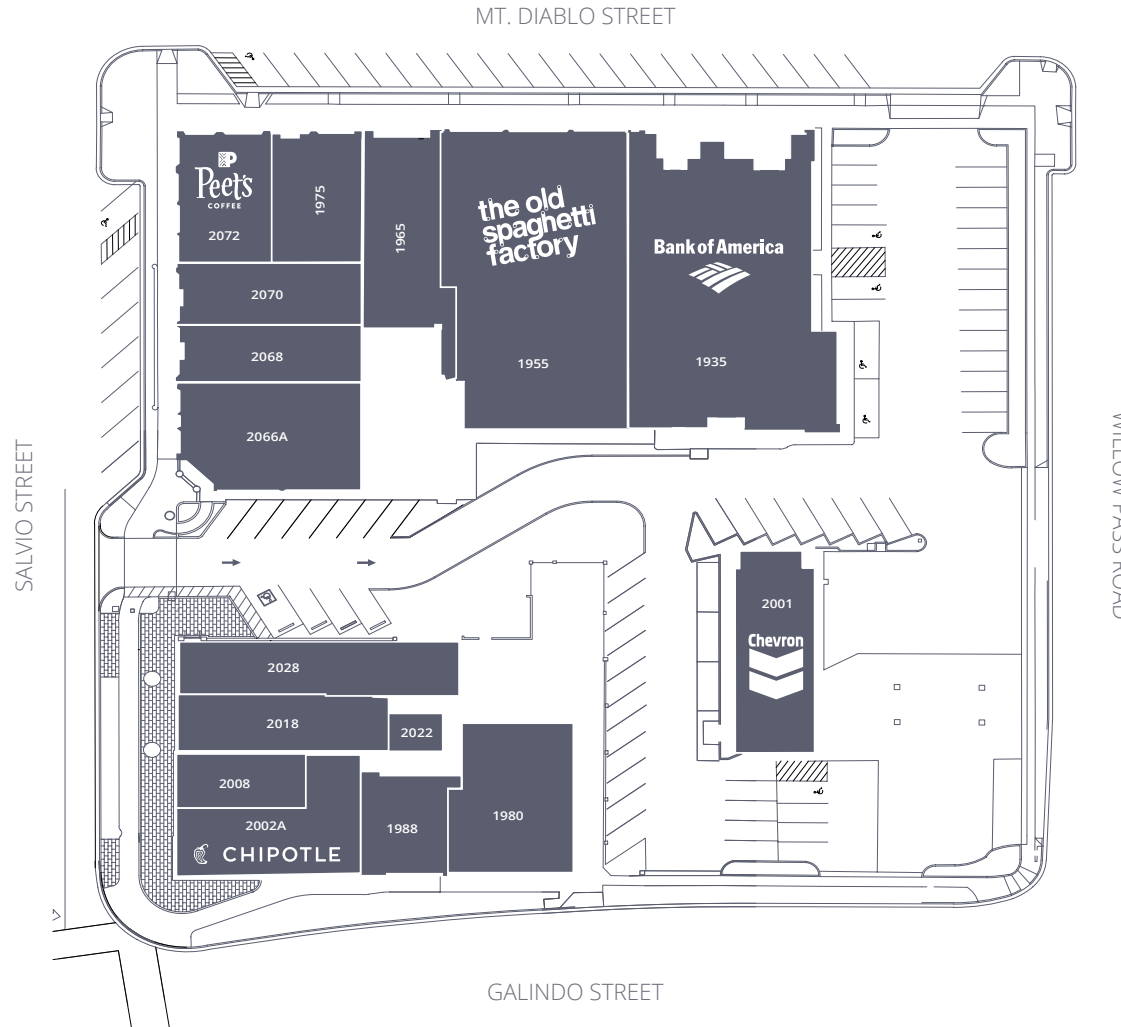 MT. DIABLO STREET
SALVIO STREET
WILLOW PASS ROAD
GALINDO STREET
P
Peet's
COFFEE
2072
1975
1965
the old
spaghetti
factory
1955
Bank of America
1935
2070
2068
2066A
2001
Chevron
2028
2018
2022
2008
2002A
CHIPOTLE
1988
1980